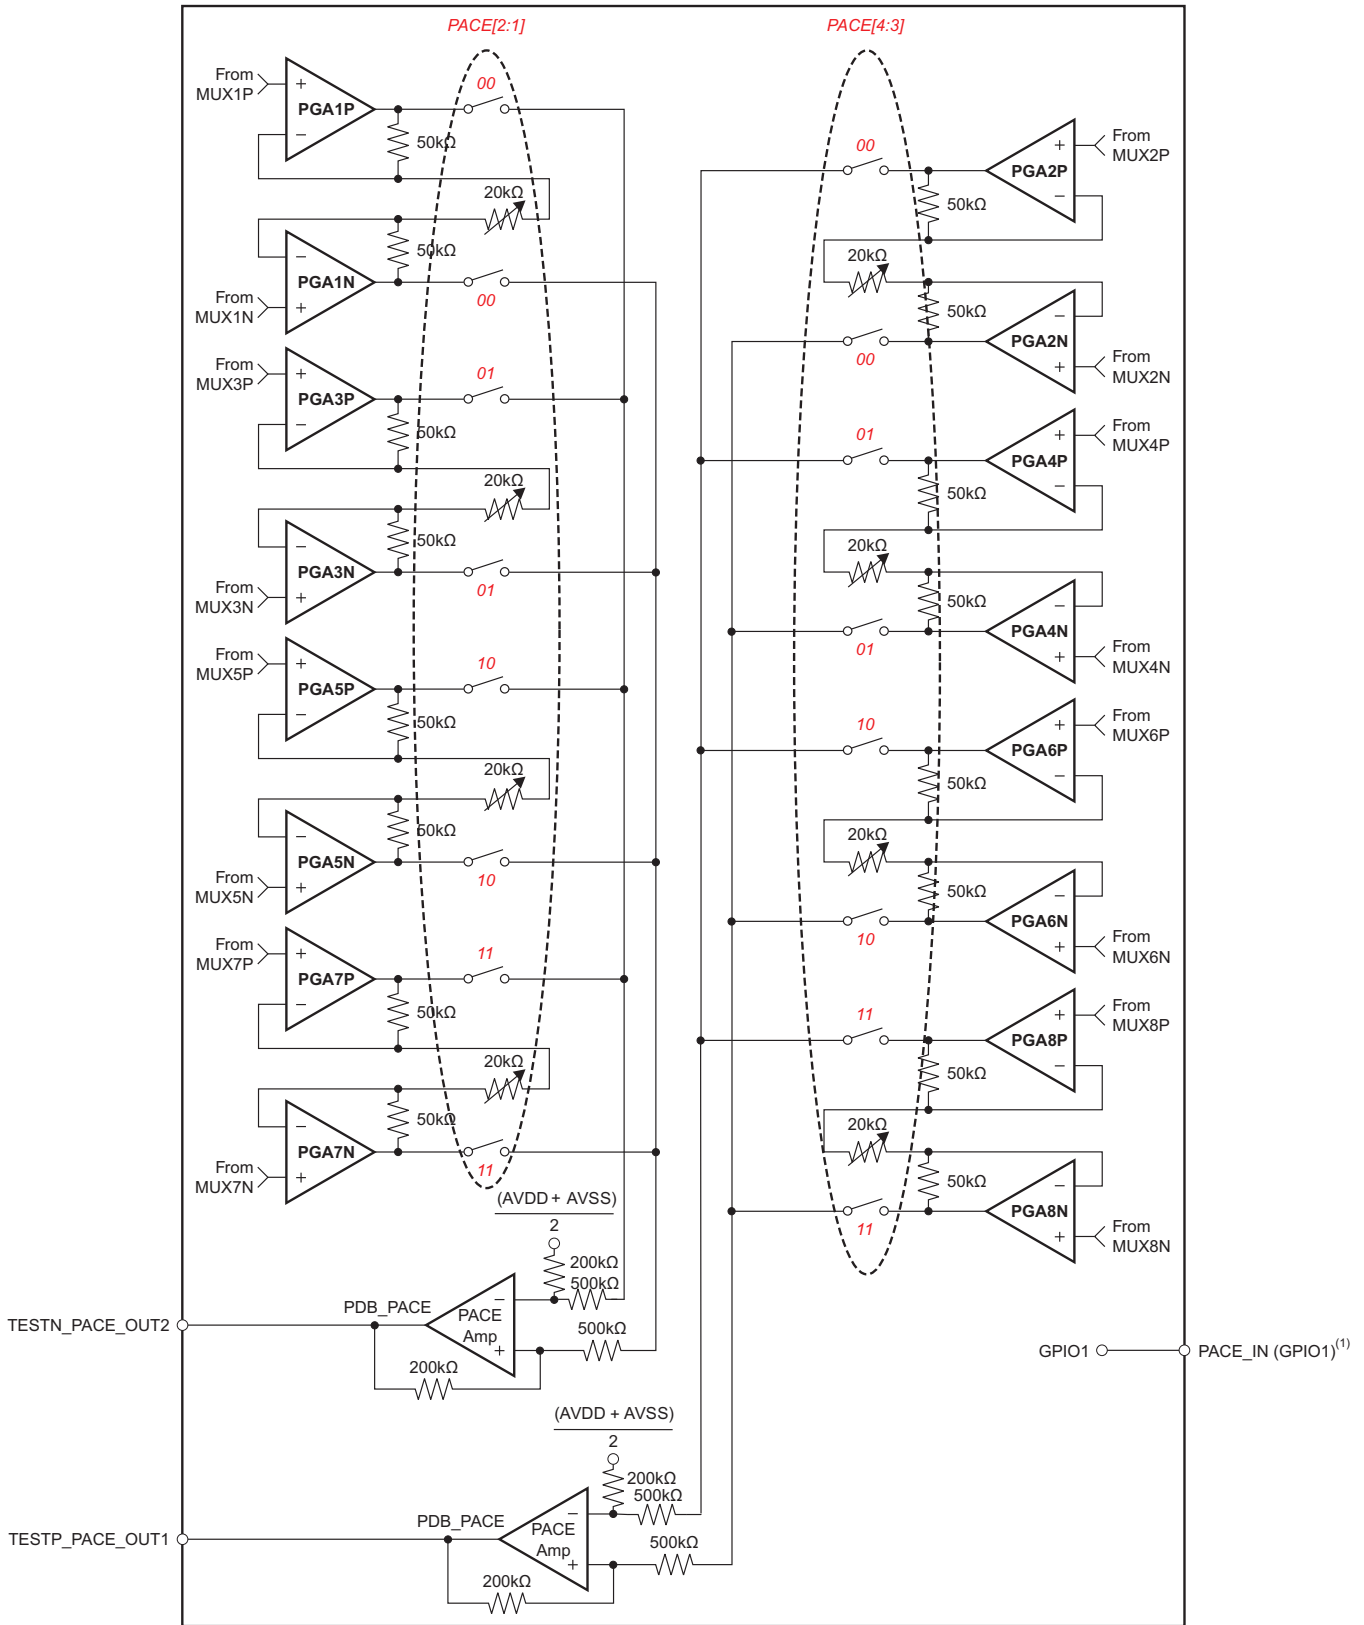 PACE[2:1]
PACE[4:3]
From
MUX1P
+
PGA1P
−
00
50kΩ
20kΩ
50kΩ
−
PGA1N
+
From
MUX1N
00
From
MUX3P
+
PGA3P
−
01
50kΩ
20kΩ
50kΩ
−
PGA3N
+
From
MUX3N
01
From
MUX5P
+
PGA5P
−
10
50kΩ
20kΩ
50kΩ
−
PGA5N
+
From
MUX5N
10
From
MUX7P
+
PGA7P
−
11
50kΩ
20kΩ
50kΩ
−
PGA7N
+
From
MUX7N
11
00
+
PGA2P
−
From
MUX2P
50kΩ
20kΩ
50kΩ
−
PGA2N
+
From
MUX2N
00
01
+
PGA4P
−
From
MUX4P
50kΩ
20kΩ
50kΩ
−
PGA4N
+
From
MUX4N
01
10
+
PGA6P
−
From
MUX6P
50kΩ
20kΩ
50kΩ
−
PGA6N
+
From
MUX6N
10
11
+
PGA8P
−
From
MUX8P
50kΩ
20kΩ
50kΩ
−
PGA8N
+
From
MUX8N
11
(AVDD + AVSS)
2
200kΩ
500kΩ
PDB_PACE
−
PACE
Amp
+
500kΩ
200kΩ
TESTN_PACE_OUT2
GPIO1
PACE_IN (GPIO1)(1)
(AVDD + AVSS)
2
200kΩ
500kΩ
PDB_PACE
−
PACE
Amp
+
500kΩ
200kΩ
TESTP_PACE_OUT1